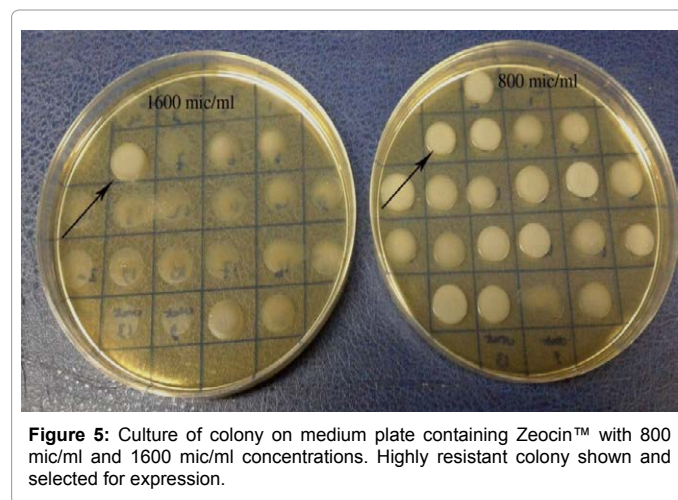 1600 mic/ml
800 mic/ml
Figure 5: Culture of colony on medium plate containing Zeocin™ with 800
mic/ml and 1600 mic/ml concentrations. Highly resistant colony shown and
selected for expression.